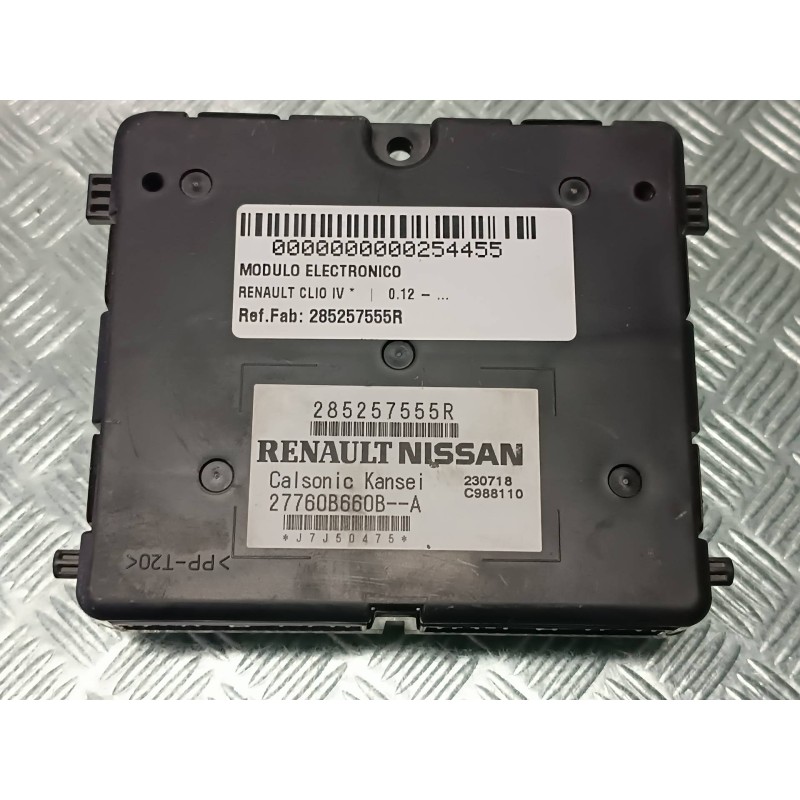 0000000000254455
MODULO ELECTRONICO
RENAULT CLIO IV * | 0.12 - ...
Ref.Fab: 285257555R
285257555R
RENAULT NISSAN
Calsonic Kansei 230718
27760B660B--A C988110
*J7J50475*
>PP-T20<